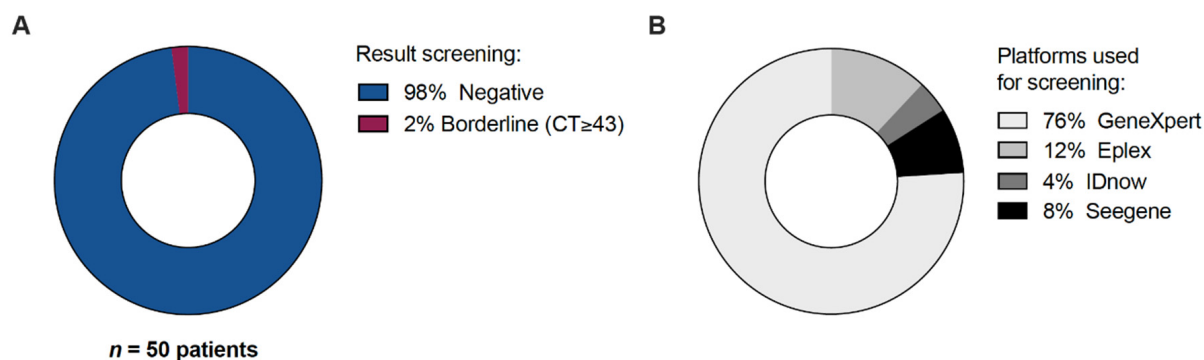 A
Result screening:
98% Negative
2% Borderline (CT≥43)
n = 50 patients
B
Platforms used
for screening:
76% GeneXpert
12% Eplex
4% IDnow
8% Seegene